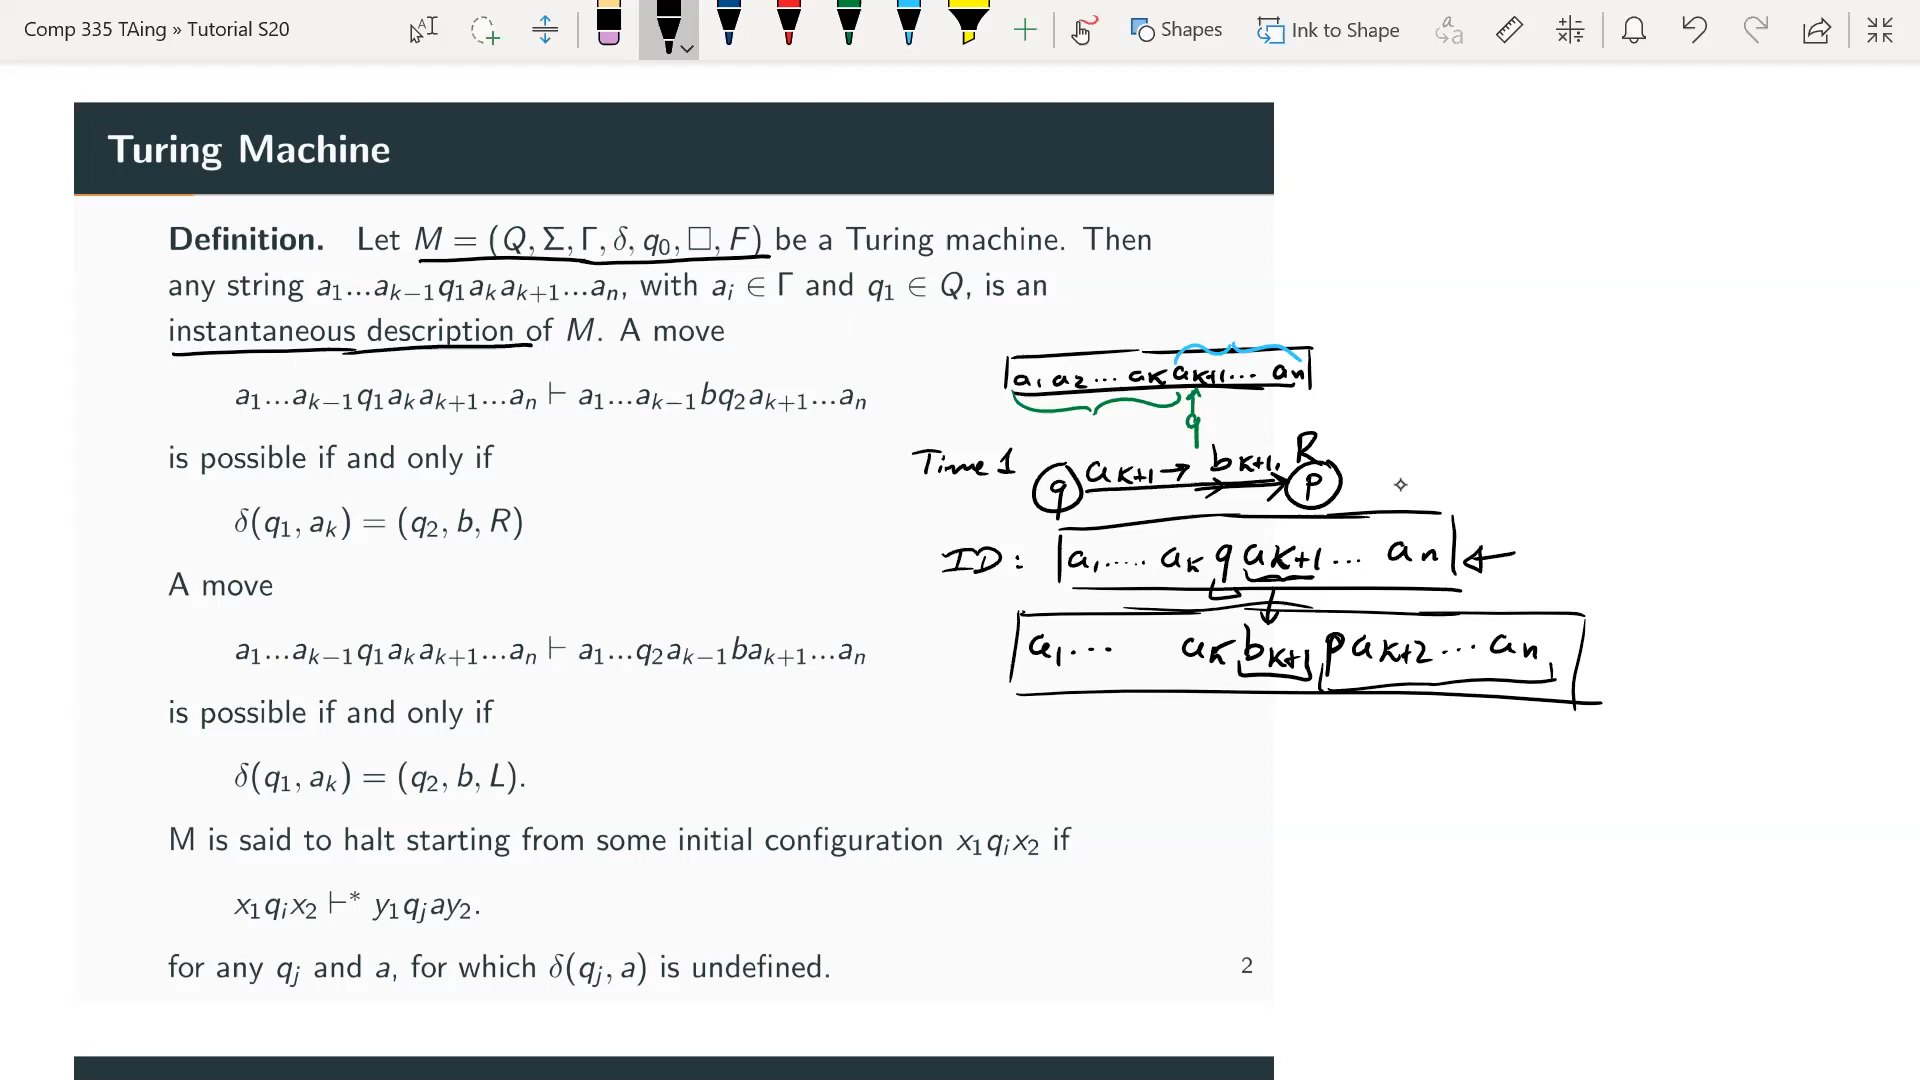 Comp 335 TAing » Tutorial S20
Shapes
Ink to Shape
Turing Machine
Definition. Let M = (Q, Σ, Γ, δ, q₀, □, F) be a Turing machine. Then
any string a₁...aₖ₋₁q₁aₖaₖ₊₁...aₙ, with aᵢ ∈ Γ and q₁ ∈ Q, is an
instantaneous description of M. A move
a₁...aₖ₋₁q₁aₖaₖ₊₁...aₙ ⊢ a₁...aₖ₋₁bq₂aₖ₊₁...aₙ
is possible if and only if
δ(q₁, aₖ) = (q₂, b, R)
A move
a₁...aₖ₋₁q₁aₖaₖ₊₁...aₙ ⊢ a₁...q₂aₖ₋₁baₖ₊₁...aₙ
is possible if and only if
δ(q₁, aₖ) = (q₂, b, L).
M is said to halt starting from some initial configuration x₁qᵢx₂ if
x₁qᵢx₂ ⊢* y₁qⱼay₂.
for any qⱼ and a, for which δ(qⱼ, a) is undefined.
2
a₁ a₂ ... aₖ aₖ₊₁ ... aₙ
q
Time 1
q aₖ₊₁ → bₖ₊₁, R p
ID: a₁ ..... aₖ q aₖ₊₁ ... aₙ
a₁ ... aₖ bₖ₊₁ p aₖ₊₂ ... aₙ